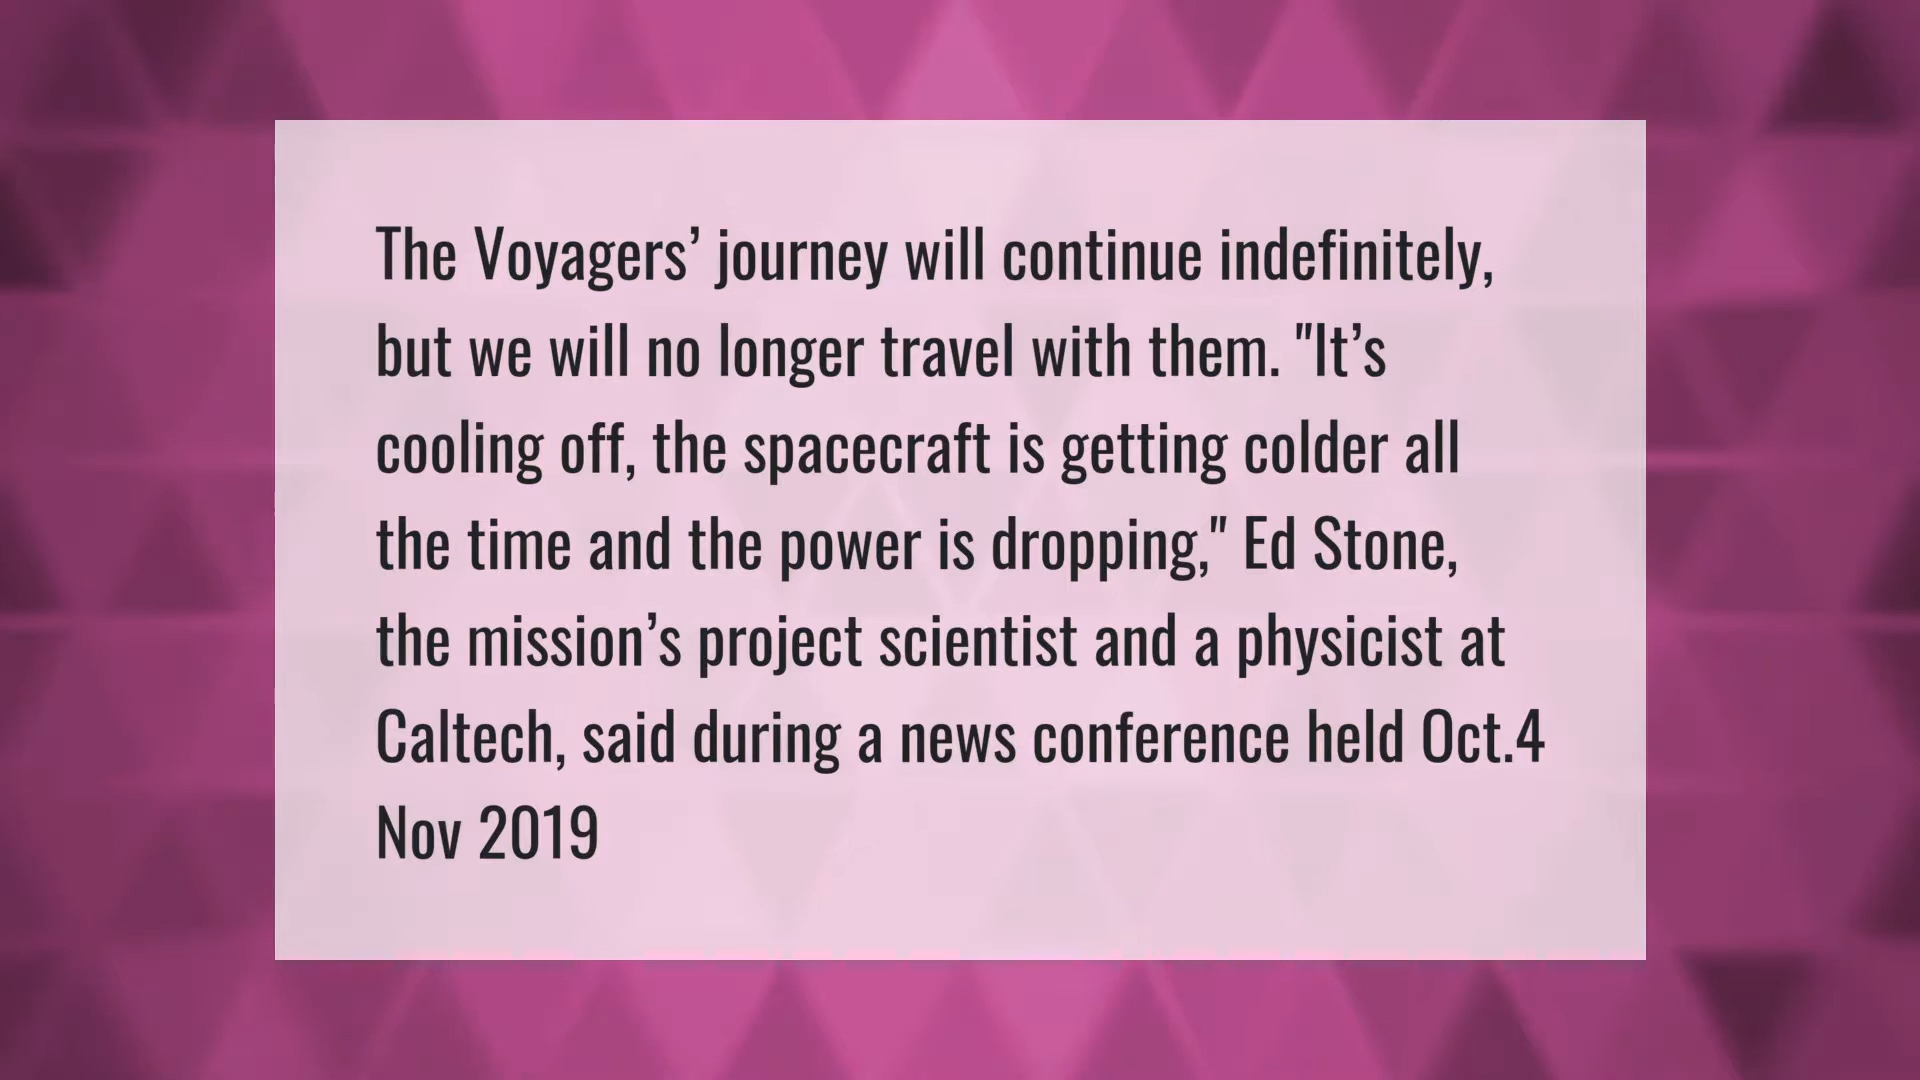 The Voyagers’ journey will continue indefinitely,
but we will no longer travel with them. "It’s
cooling off, the spacecraft is getting colder all
the time and the power is dropping," Ed Stone,
the mission’s project scientist and a physicist at
Caltech, said during a news conference held Oct.4
Nov 2019